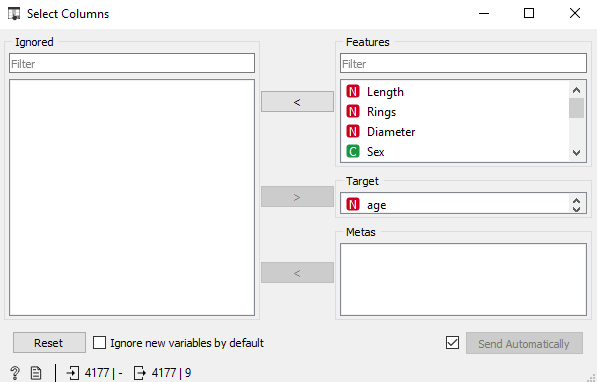 Select Columns
Ignored
Filter
<
>
<
Features
Filter
N Length
N Rings
N Diameter
C Sex
Target
N age
Metas
Reset
Ignore new variables by default
Send Automatically
? 4177 | - 4177 | 9